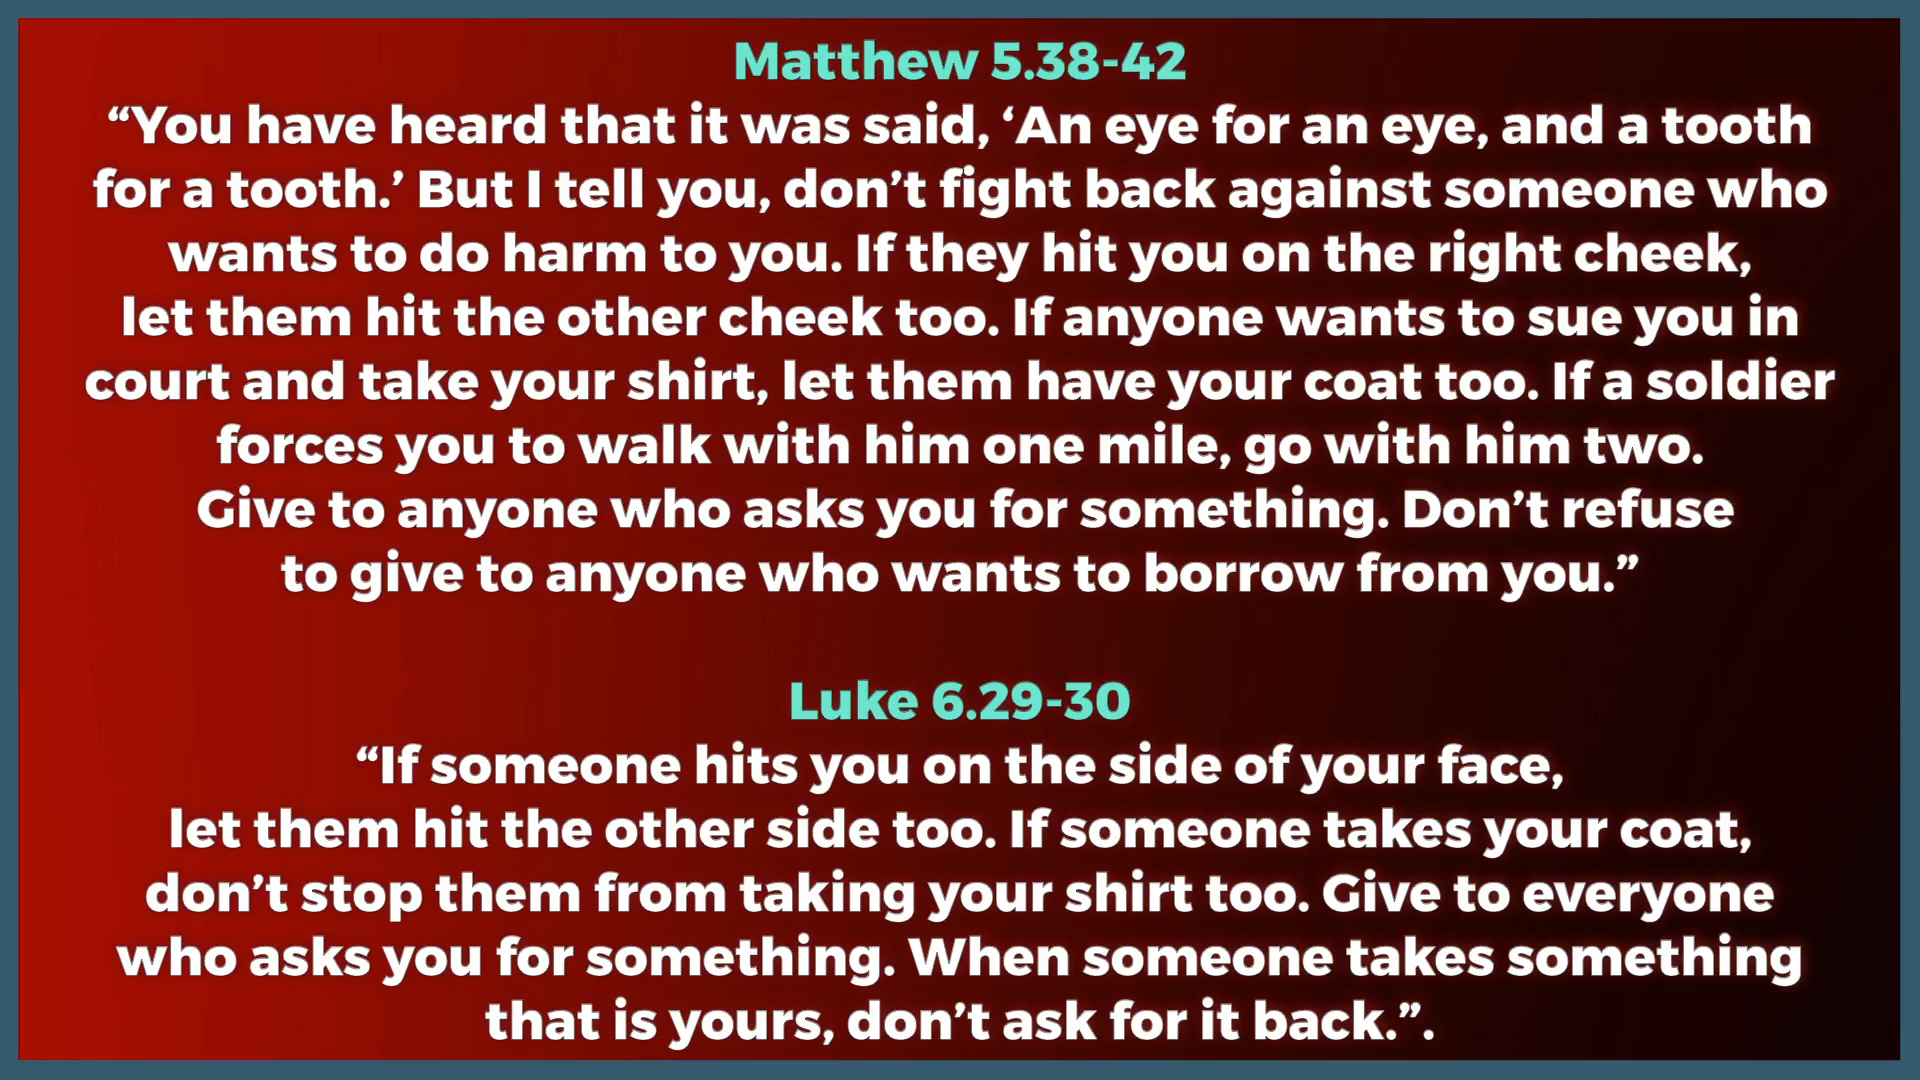 Matthew 5.38-42
“You have heard that it was said, ‘An eye for an eye, and a tooth
for a tooth.’ But I tell you, don’t fight back against someone who
wants to do harm to you. If they hit you on the right cheek,
let them hit the other cheek too. If anyone wants to sue you in
court and take your shirt, let them have your coat too. If a soldier
forces you to walk with him one mile, go with him two.
Give to anyone who asks you for something. Don’t refuse
to give to anyone who wants to borrow from you.”
Luke 6.29-30
“If someone hits you on the side of your face,
let them hit the other side too. If someone takes your coat,
don’t stop them from taking your shirt too. Give to everyone
who asks you for something. When someone takes something
that is yours, don’t ask for it back.”.